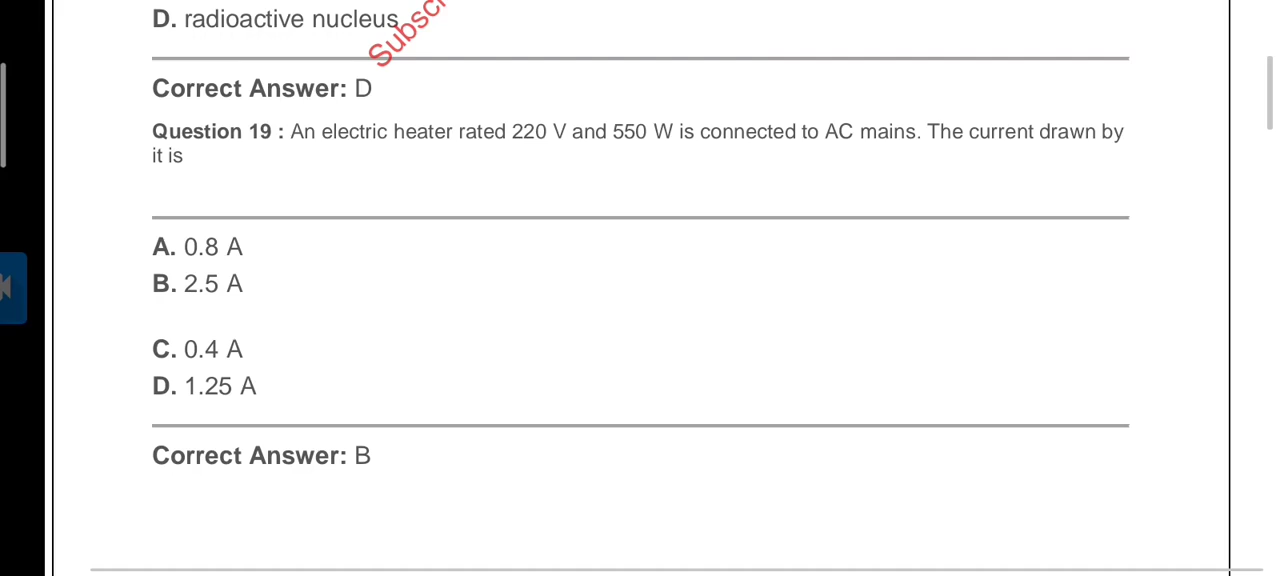 D. radioactive nucleus
Subscr
Correct Answer: D
Question 19 : An electric heater rated 220 V and 550 W is connected to AC mains. The current drawn by
it is
A. 0.8 A
B. 2.5 A
C. 0.4 A
D. 1.25 A
Correct Answer: B